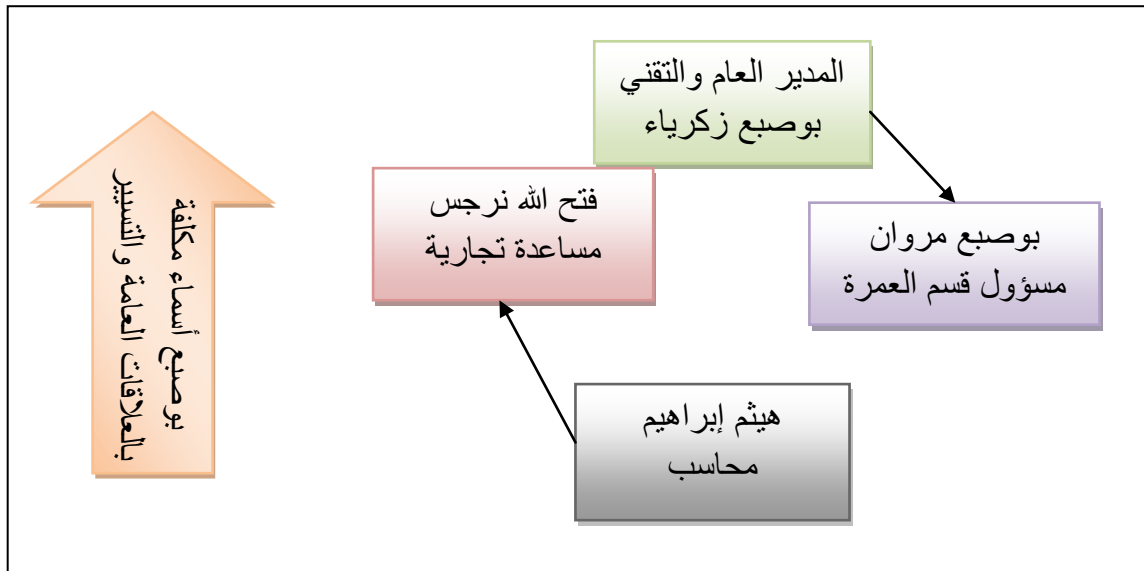 المدير العام والتقني
بوصبع زكرياء
فتح الله نرجس
مساعدة تجارية
بوصبع مروان
مسؤول قسم العمرة
هيثم إبراهيم
محاسب
بوصبع أسماء مكلفة
بالعلاقات العامة والتسيير